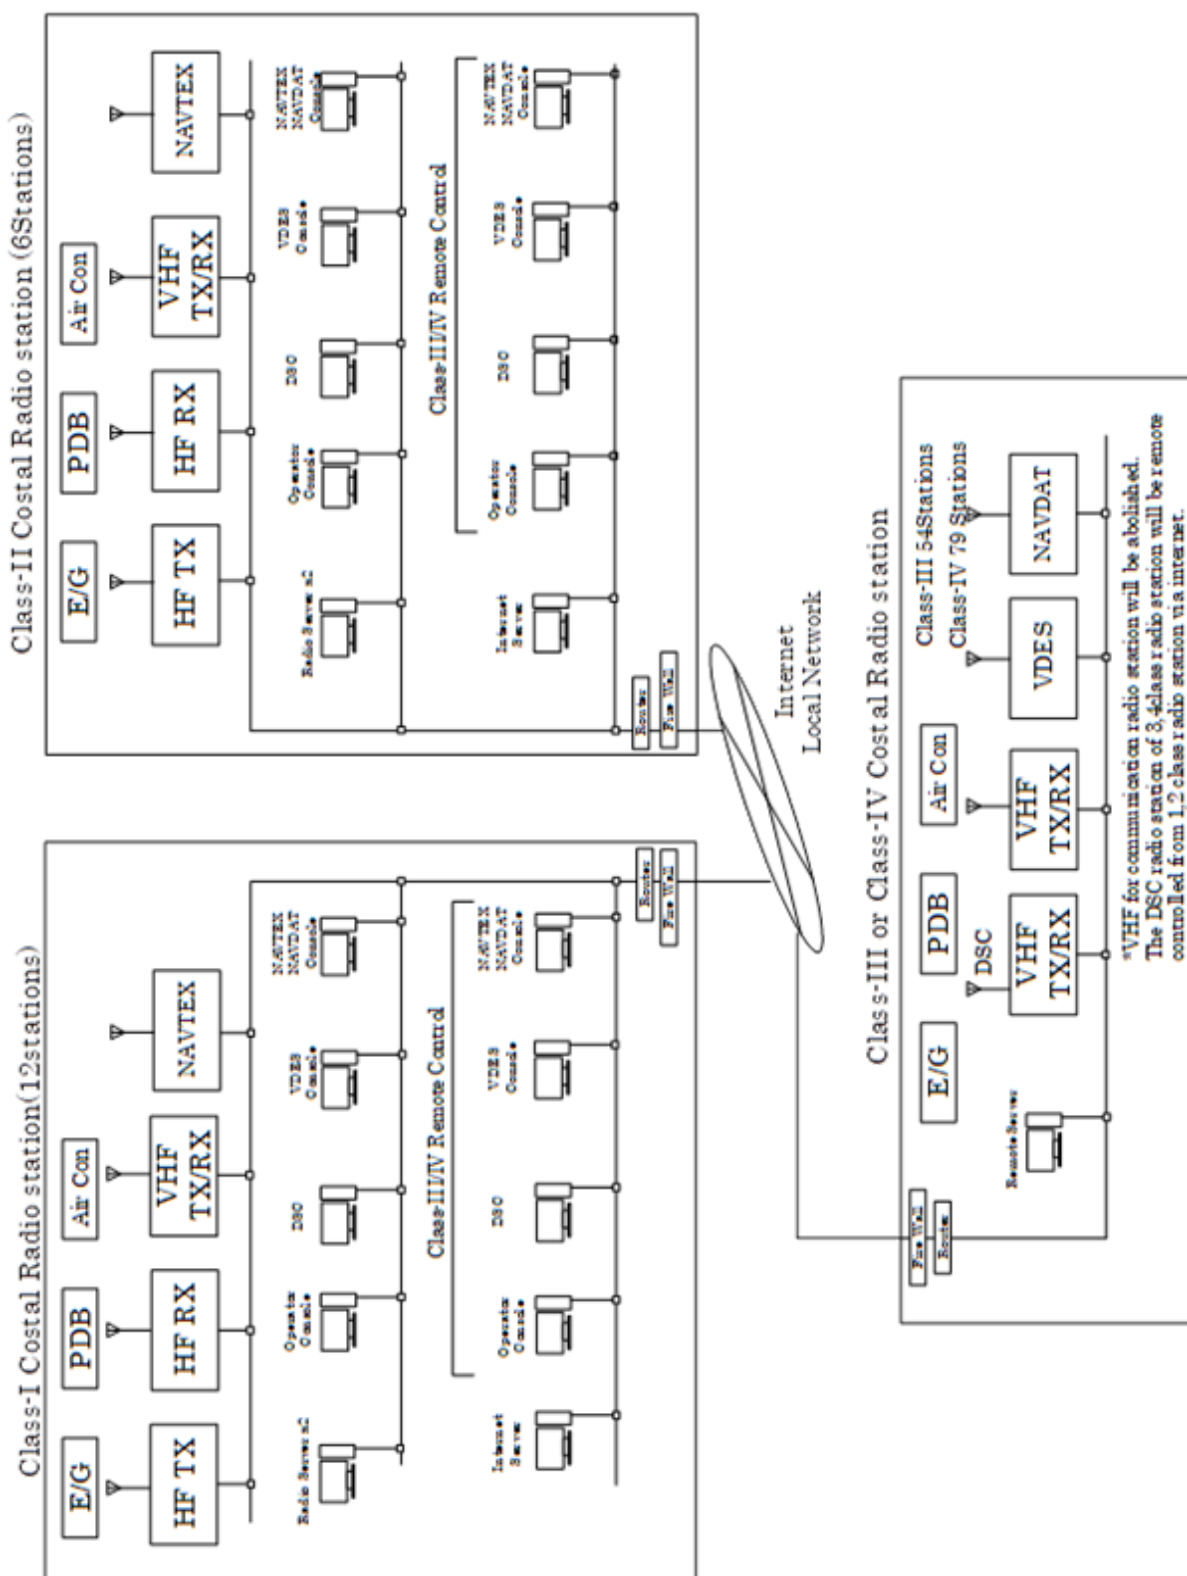 Class-I Costal Radio station(12stations)
E/G
PDB
Air Con
HF TX
HF RX
VHF
TX/RX
NAVTEX
Radio Server x2
Operator
Console
DSC
VDES
Console
NAVTEX
NAVDAT
Console
Class-III/IV Remote Control
Internet
Server
Operator
Console
DSC
VDES
Console
NAVTEX
NAVDAT
Console
Router
Fire Wall
Class-II Costal Radio station (6Stations)
E/G
PDB
Air Con
HF TX
HF RX
VHF
TX/RX
NAVTEX
Radio Server x2
Operator
Console
DSC
VDES
Console
NAVTEX
NAVDAT
Console
Class-III/IV Remote Control
Internet
Server
Operator
Console
DSC
VDES
Console
NAVTEX
NAVDAT
Console
Router
Fire Wall
Internet
Local Network
Class-III or Class-IV Costal Radio station
Class-III 54Stations
Class-IV 79 Stations
Fire Wall
Router
E/G
PDB
Air Con
DSC
Remote Server
VHF
TX/RX
VHF
TX/RX
VDES
NAVDAT
*VHF for communication radio station will be abolished.
The DSC radio station of 3,4class radio station will be remote
controlled from 1,2 class radio station via internet.